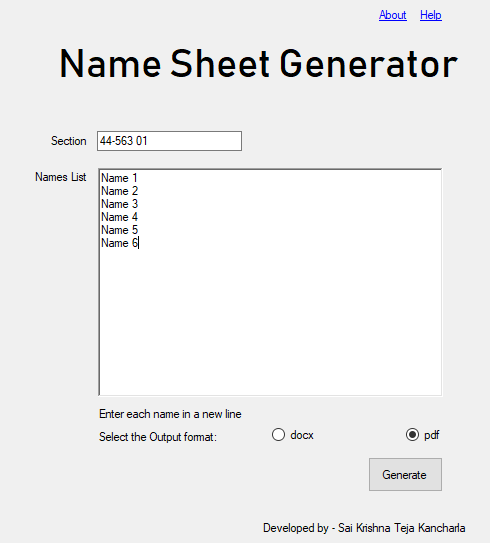 About Help
Name Sheet Generator
Section 44-563 01
Names List
Name 1
Name 2
Name 3
Name 4
Name 5
Name 6
Enter each name in a new line
Select the Output format: docx pdf
Generate
Developed by - Sai Krishna Teja Kancharla